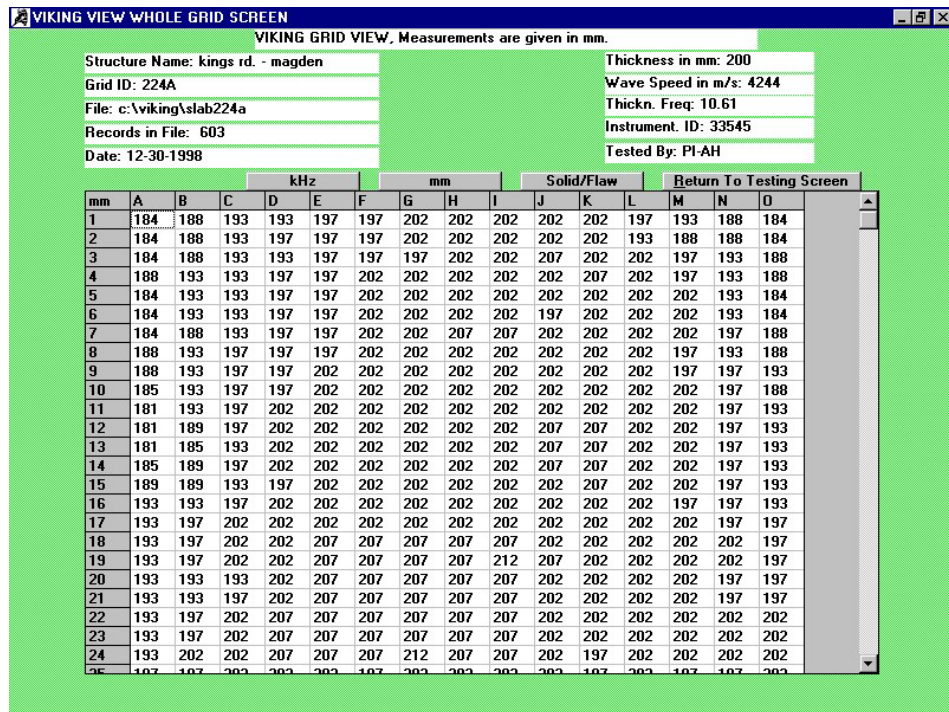 VIKING VIEW WHOLE GRID SCREEN
VIKING GRID VIEW, Measurements are given in mm.
Structure Name: kings rd. - magden
Thickness in mm: 200
Grid ID: 224A
Wave Speed in m/s: 4244
File: c:\viking\slab224a
Thickn. Freq: 10.61
Records in File: 603
Instrument. ID: 33545
Date: 12-30-1998
Tested By: PI-AH
kHz mm Solid/Flaw Return To Testing Screen
mm A B C D E F G H I J K L M N O
1 184 188 193 193 197 197 202 202 202 202 202 197 193 188 184
2 184 188 193 197 197 197 202 202 202 202 202 193 188 188 184
3 184 188 193 193 197 197 197 202 202 207 202 202 197 193 188
4 188 193 193 197 197 202 202 202 202 202 207 202 197 193 188
5 184 193 193 197 197 202 202 202 202 202 202 202 202 193 184
6 184 193 193 197 197 202 202 202 202 197 202 202 202 193 184
7 184 188 193 197 197 202 202 207 207 202 202 202 202 197 188
8 188 193 197 197 197 202 202 202 202 202 202 202 197 193 188
9 188 193 197 197 202 202 202 202 202 202 202 202 197 197 193
10 185 193 197 197 202 202 202 202 202 202 202 202 202 197 188
11 181 193 197 202 202 202 202 202 202 202 202 202 202 197 193
12 181 189 197 202 202 202 202 202 202 207 207 202 202 197 193
13 181 185 193 202 202 202 202 202 202 207 207 202 202 197 193
14 185 189 197 202 202 202 202 202 202 207 207 202 202 197 193
15 189 189 193 197 202 202 202 202 202 202 207 202 202 197 193
16 193 193 197 202 202 202 202 202 202 202 202 202 197 197 193
17 193 197 202 202 202 202 202 202 202 202 202 202 202 197 197
18 193 197 202 202 207 207 207 207 207 207 202 202 202 197 197
19 193 197 202 202 207 207 207 207 212 207 202 202 202 202 197
20 193 193 193 202 207 207 207 207 207 207 202 202 202 197 197
21 193 193 197 202 207 207 207 207 207 202 202 202 202 197 197
22 193 197 202 207 207 207 207 207 207 202 202 202 202 202 202
23 193 197 202 207 207 207 207 207 207 202 202 202 202 202 202
24 193 202 202 207 207 207 212 207 207 202 197 202 202 202 202